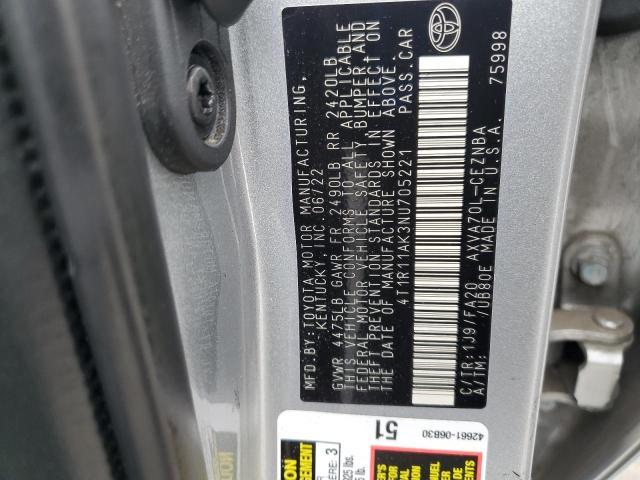 MFD.BY: TOYOTA MOTOR MANUFACTURING,
KENTUCKY, INC 06/22
GVWR 4475LB GAWR FR 2490LB RR 2420LB
THIS VEHICLE CONFORMS TO ALL APPLICABLE
FEDERAL MOTOR VEHICLE SAFETY, BUMPER AND
THEFT PREVENTION STANDARDS IN EFFECT ON
THE DATE OF MANUFACTURE SHOWN ABOVE.
4T1R11AK3NU705221 PASS. CAR
C/TR: 1J9/FA20 AXVA70L-CEZNBA
A/TM: /UB80E MADE IN U.S.A. 75998
51
42661-06B30